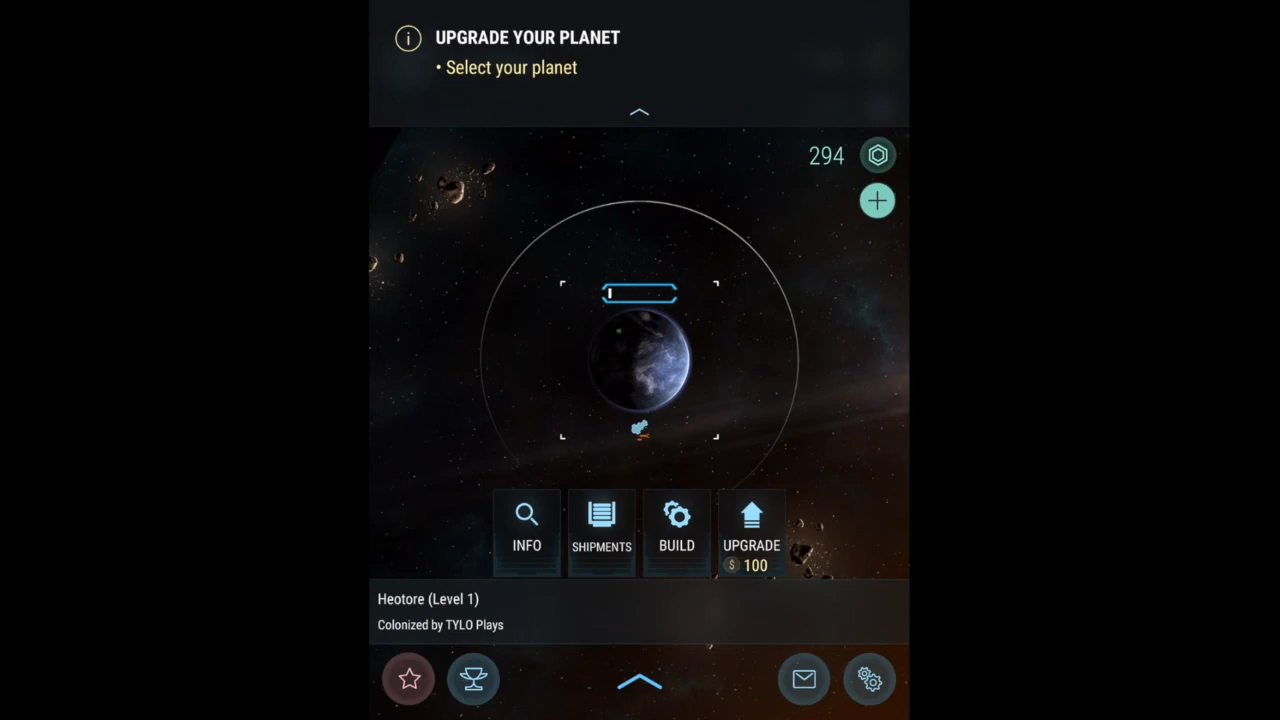 UPGRADE YOUR PLANET
• Select your planet
294
INFO
SHIPMENTS
BUILD
UPGRADE
$ 100
Heotore (Level 1)
Colonized by TYLO Plays